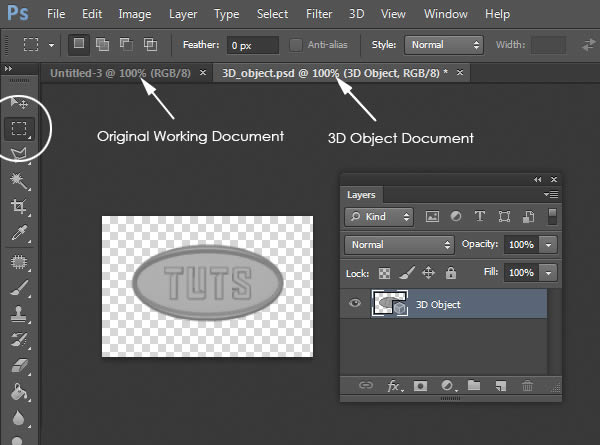 Ps File Edit Image Layer Type Select Filter 3D View Window Help
Feather: 0 px Anti-alias Style: Normal Width:
Untitled-3 @ 100% (RGB/8) × 3D_object.psd @ 100% (3D Object, RGB/8) * ×
Original Working Document
3D Object Document
Layers
Kind
T
Normal Opacity: 100%
Lock: Fill: 100%
TUTS
3D Object
fx